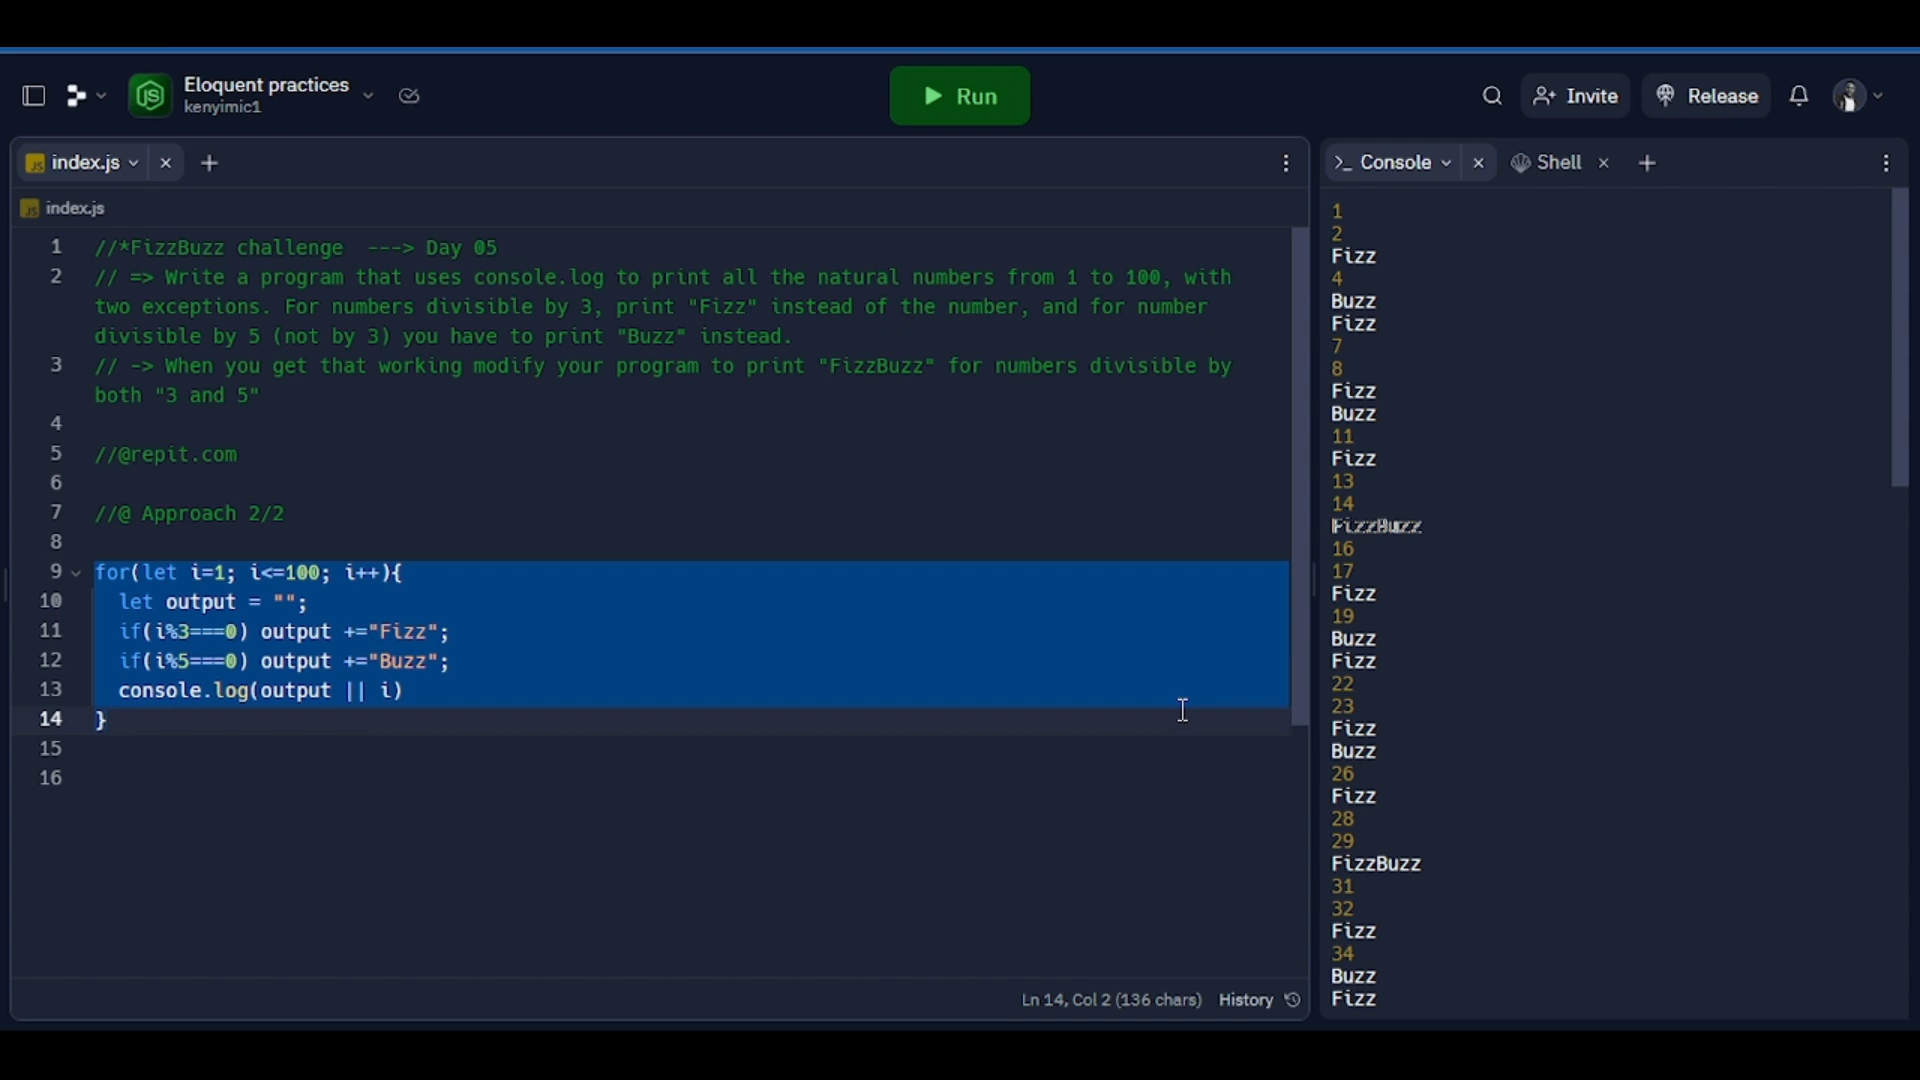 Eloquent practices
kenyimic1
Run
Invite
Release
index.js
index.js
1 //*FizzBuzz challenge ---> Day 05
2 // => Write a program that uses console.log to print all the natural numbers from 1 to 100, with
two exceptions. For numbers divisible by 3, print "Fizz" instead of the number, and for number
divisible by 5 (not by 3) you have to print "Buzz" instead.
3 // -> When you get that working modify your program to print "FizzBuzz" for numbers divisible by
both "3 and 5"
4
5 //@repit.com
6
7 //@ Approach 2/2
8
9 for(let i=1; i<=100; i++){
10 let output = "";
11 if(i%3===0) output +="Fizz";
12 if(i%5===0) output +="Buzz";
13 console.log(output || i)
14 }
15
16
Ln 14, Col 2 (136 chars) History
>_ Console
Shell
1
2
Fizz
4
Buzz
Fizz
7
8
Fizz
Buzz
11
Fizz
13
14
FizzBuzz
16
17
Fizz
19
Buzz
Fizz
22
23
Fizz
Buzz
26
Fizz
28
29
FizzBuzz
31
32
Fizz
34
Buzz
Fizz